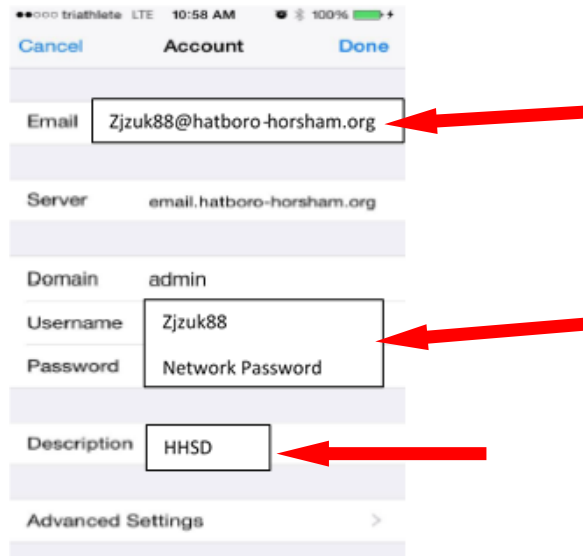 ●●○○○ triathlete LTE 10:58 AM 100%
Cancel Account Done
Email Zjzuk88@hatboro-horsham.org
Server email.hatboro-horsham.org
Domain admin
Username Zjzuk88
Password Network Password
Description HHSD
Advanced Settings >